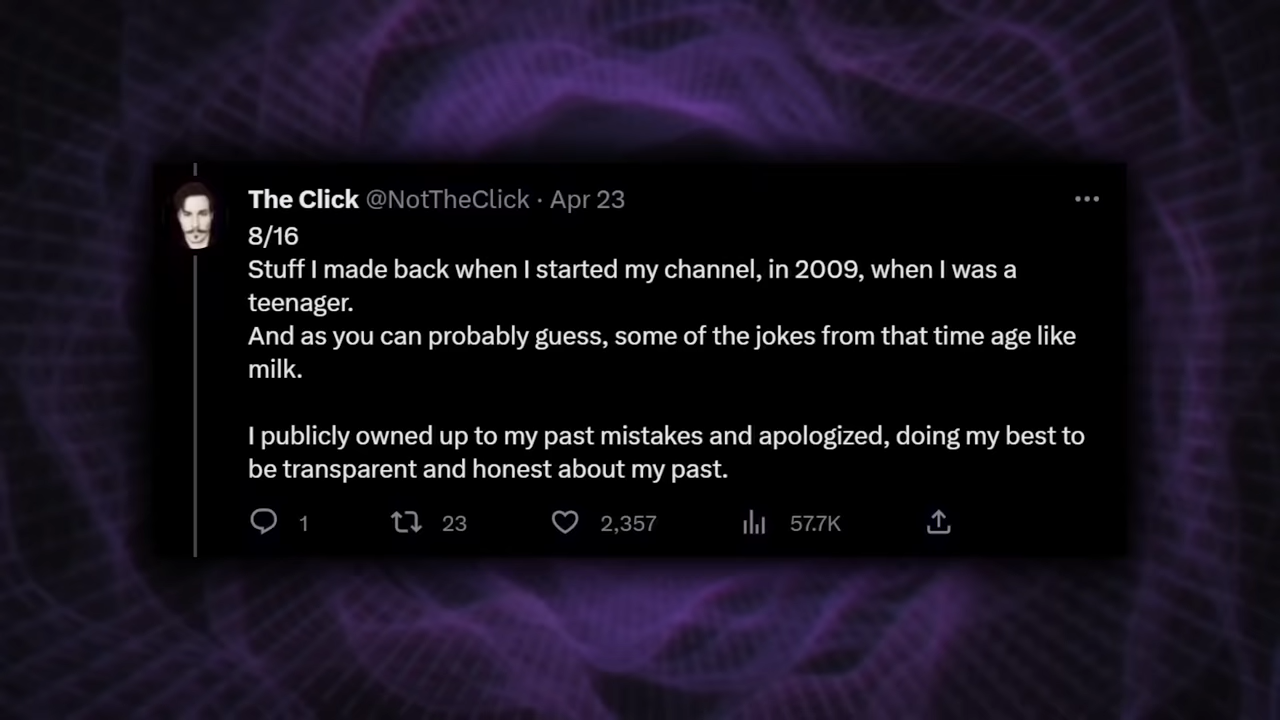 The Click @NotTheClick · Apr 23
8/16
Stuff I made back when I started my channel, in 2009, when I was a
teenager.
And as you can probably guess, some of the jokes from that time age like
milk.
I publicly owned up to my past mistakes and apologized, doing my best to
be transparent and honest about my past.
1 23 2,357 57.7K